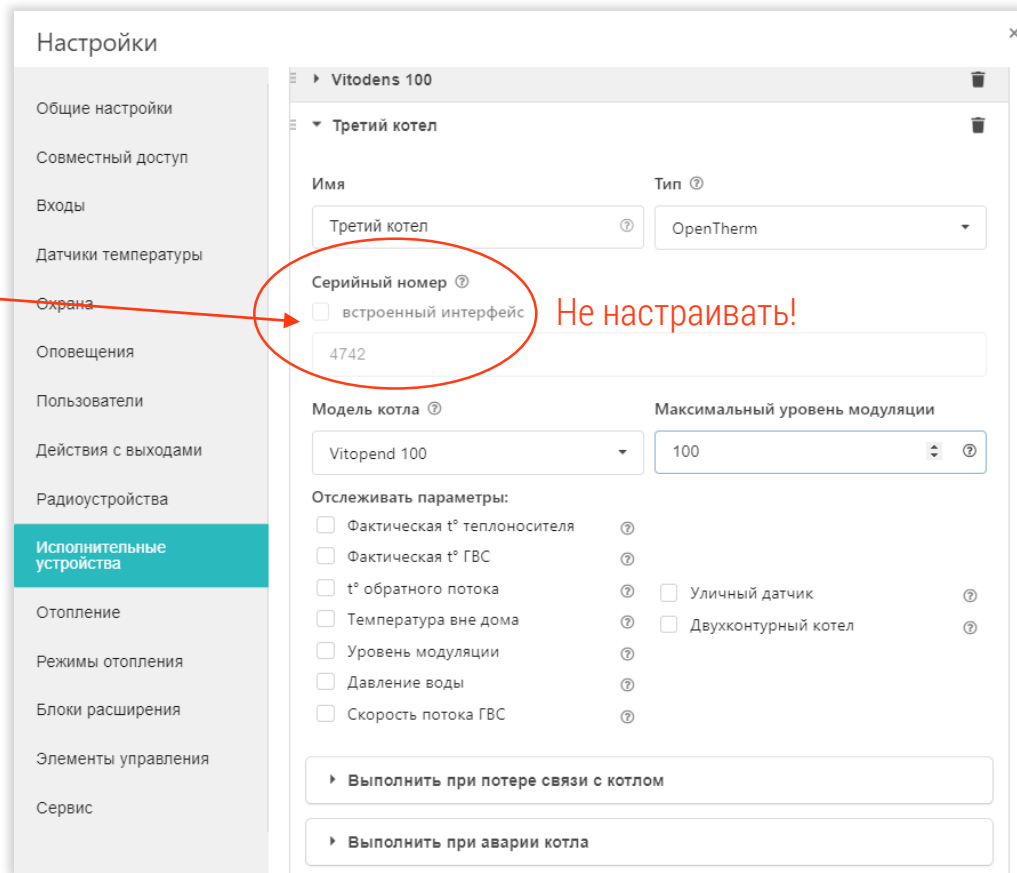 Настройки
×
Общие настройки
Совместный доступ
Входы
Датчики температуры
Охрана
Оповещения
Пользователи
Действия с выходами
Радиоустройства
Исполнительные
устройства
Отопление
Режимы отопления
Блоки расширения
Элементы управления
Сервис
Vitodens 100
Третий котел
Имя
Тип ?
Третий котел ?
OpenTherm
Серийный номер ?
встроенный интерфейс
Не настраивать!
4742
Модель котла ?
Максимальный уровень модуляции
Vitopend 100
100 ?
Отслеживать параметры:
Фактическая t° теплоносителя ?
Фактическая t° ГВС ?
t° обратного потока ?
Уличный датчик ?
Температура вне дома ?
Двухконтурный котел ?
Уровень модуляции ?
Давление воды ?
Скорость потока ГВС ?
Выполнить при потере связи с котлом
Выполнить при аварии котла